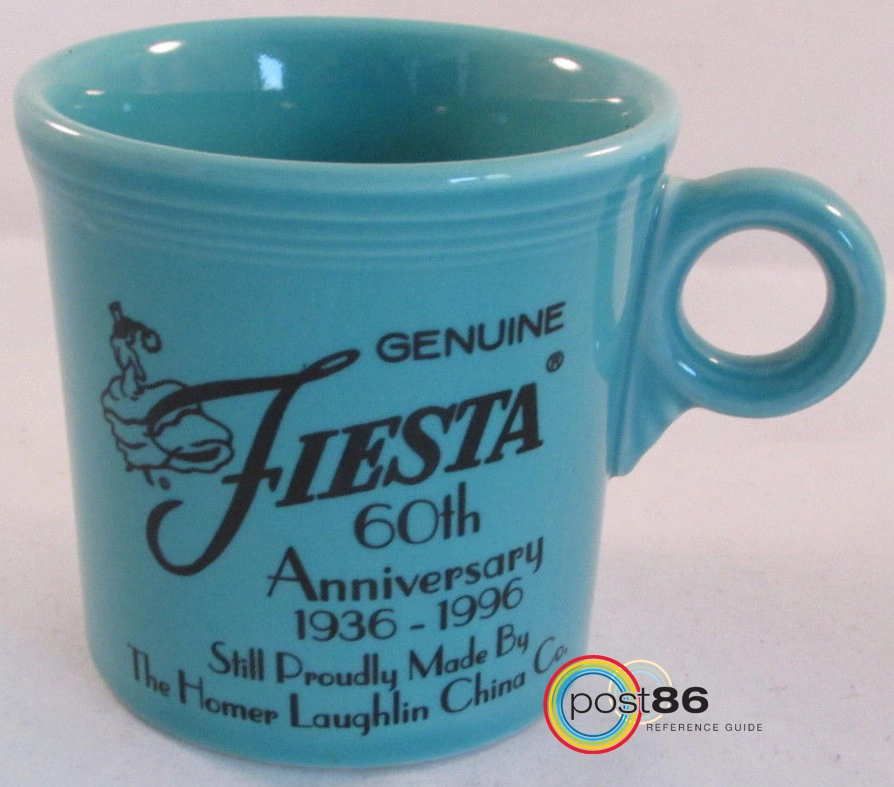 GENUINE
FIESTA®
60th
Anniversary
1936 - 1996
Still Proudly Made By
The Homer Laughlin China Co.
post86
REFERENCE GUIDE